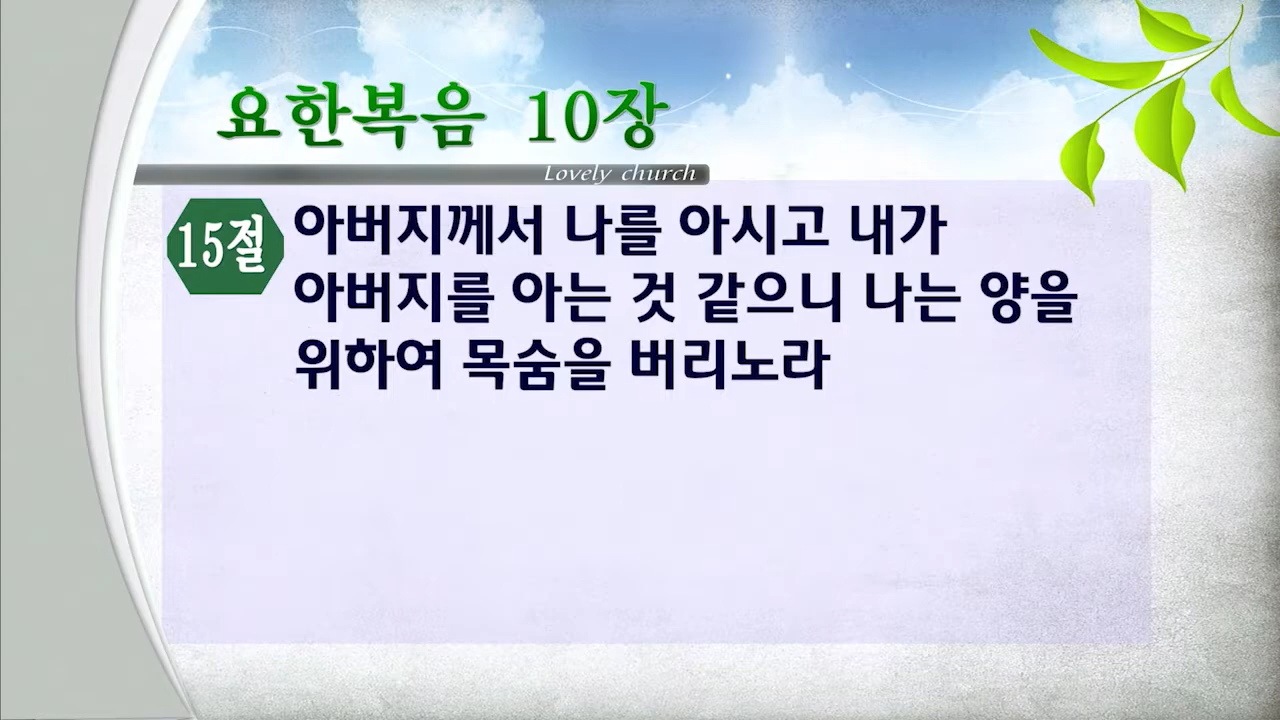 요한복음 10장
Lovely church
15절
아버지께서 나를 아시고 내가
아버지를 아는 것 같으니 나는 양을
위하여 목숨을 버리노라